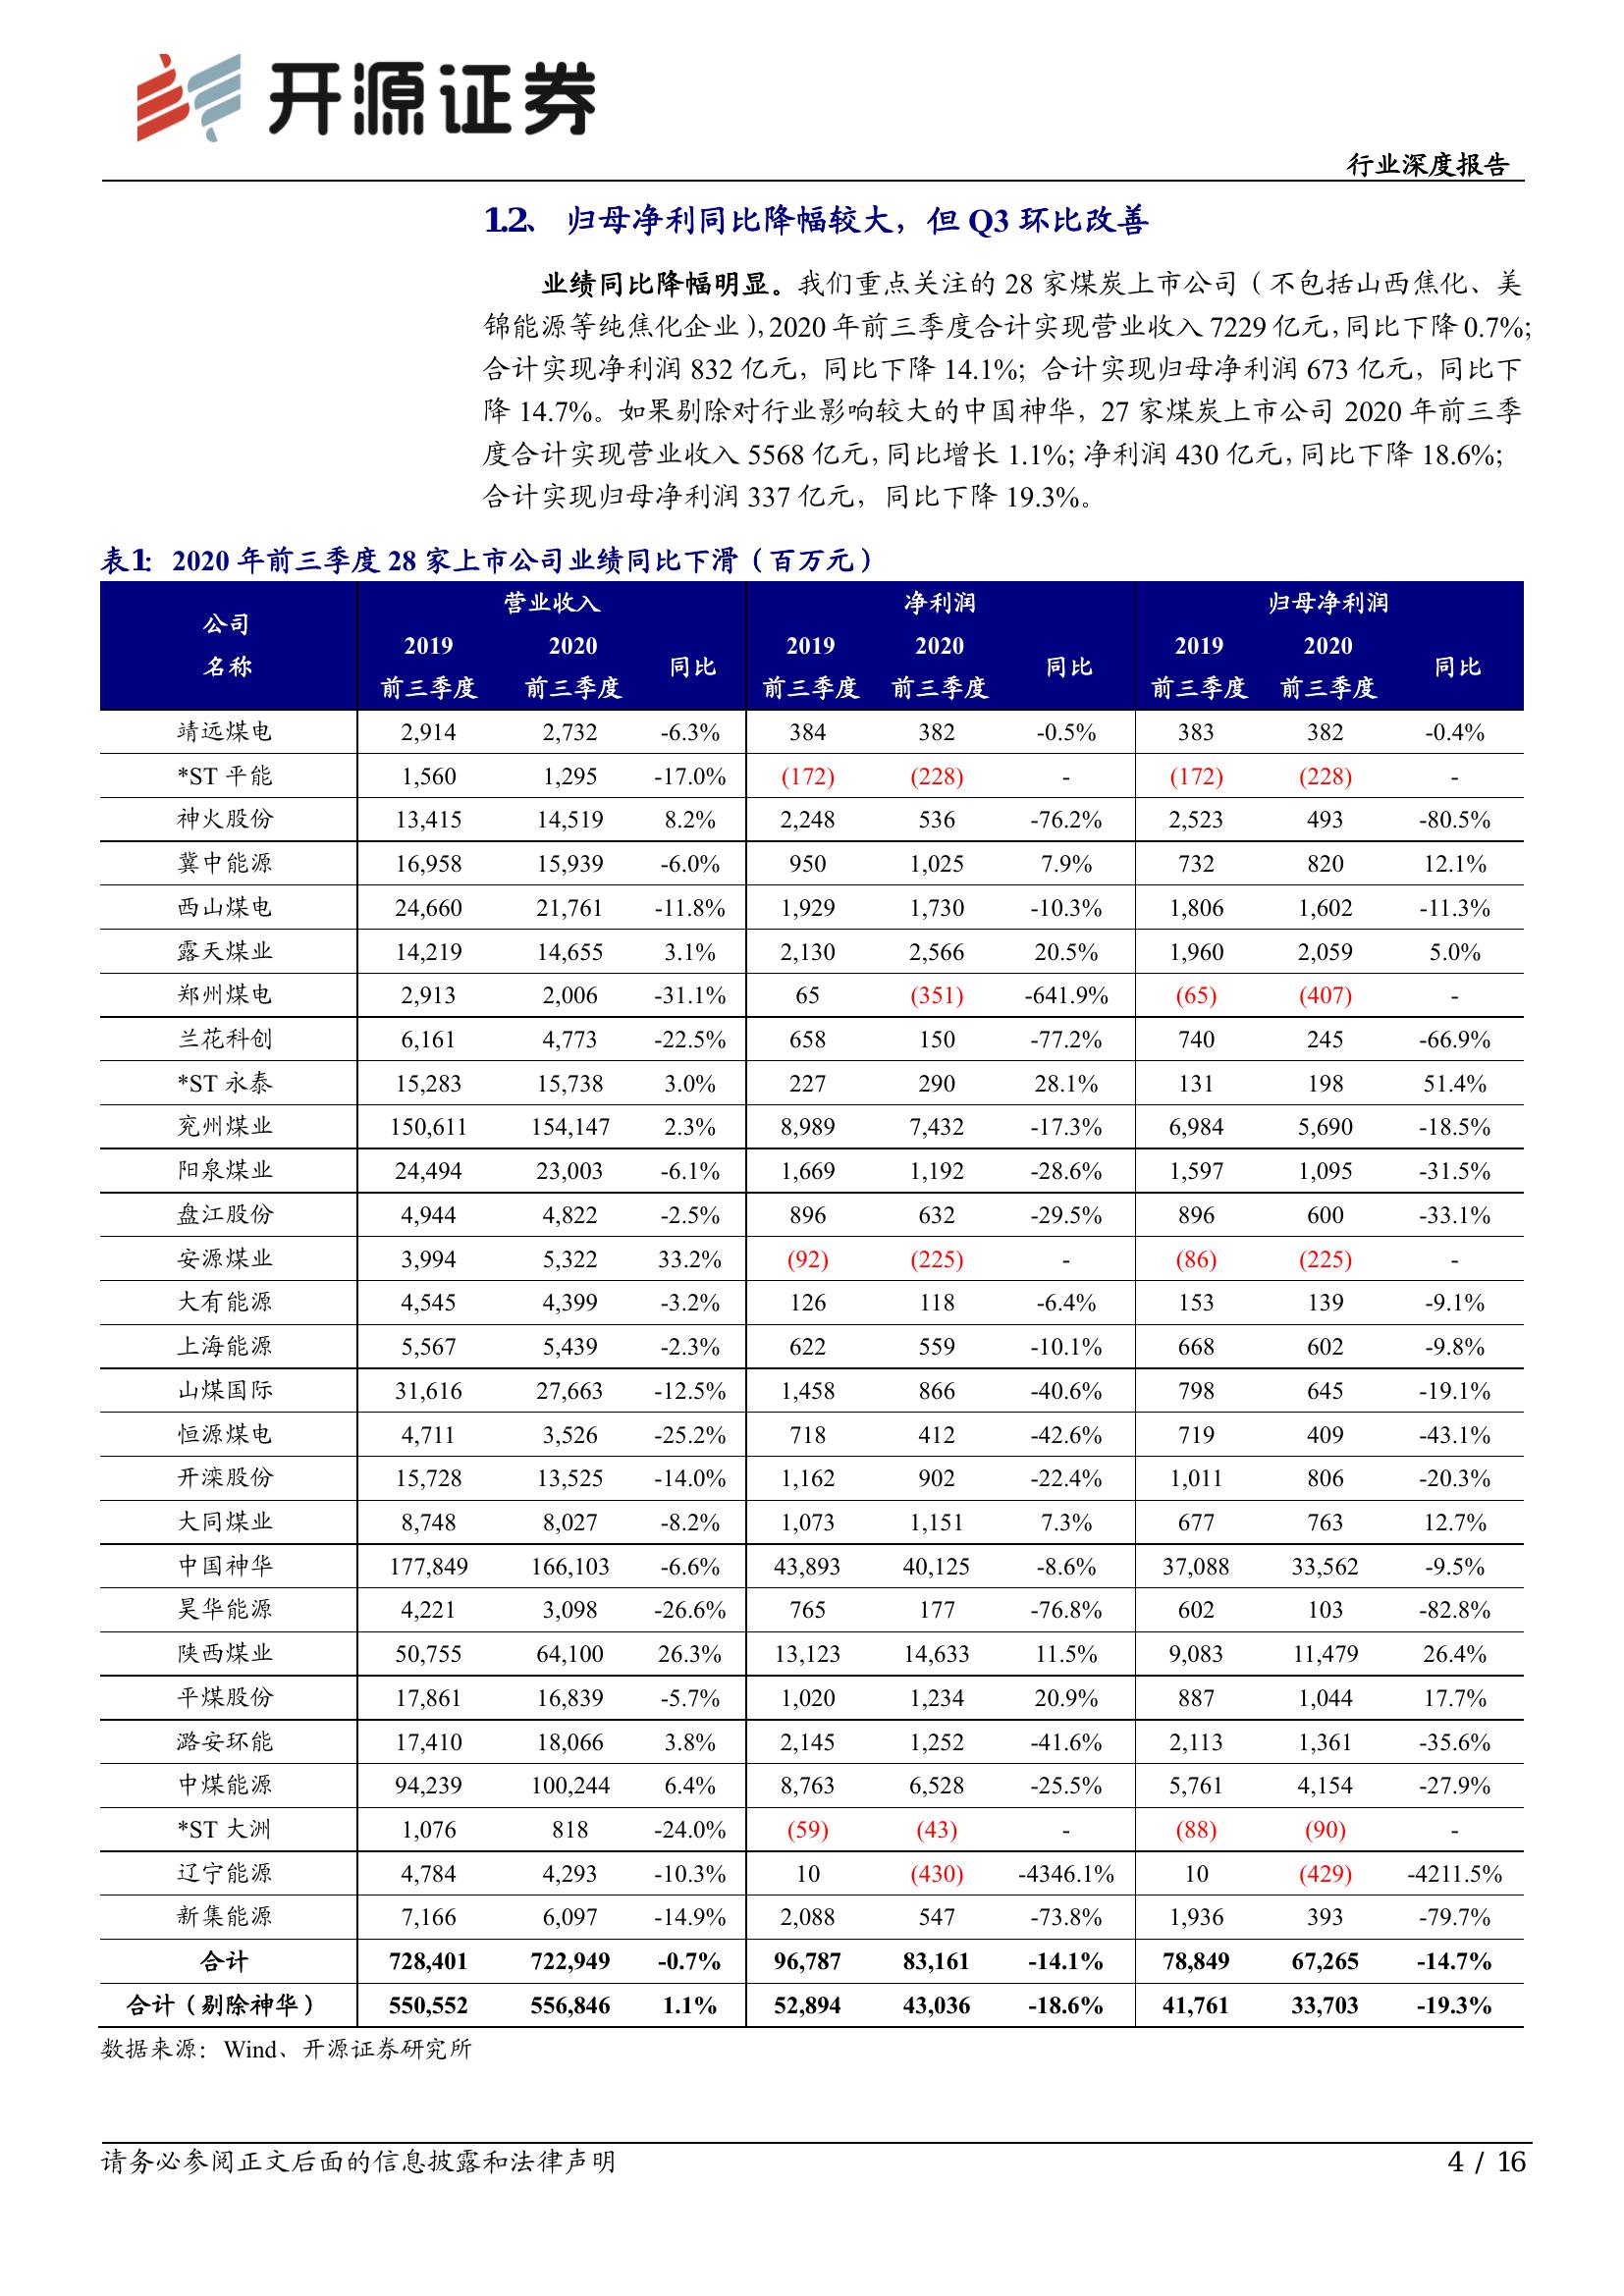 开源证券
行业深度报告
1.2、 归母净利同比降幅较大，但 Q3 环比改善
业绩同比降幅明显。我们重点关注的 28 家煤炭上市公司（不包括山西焦化、美
锦能源等纯焦化企业），2020 年前三季度合计实现营业收入 7229 亿元，同比下降 0.7%；
合计实现净利润 832 亿元，同比下降 14.1%；合计实现归母净利润 673 亿元，同比下
降 14.7%。如果剔除对行业影响较大的中国神华，27 家煤炭上市公司 2020 年前三季
度合计实现营业收入 5568 亿元，同比增长 1.1%；净利润 430 亿元，同比下降 18.6%；
合计实现归母净利润 337 亿元，同比下降 19.3%。
表1： 2020 年前三季度 28 家上市公司业绩同比下滑（百万元）
公司名称 营业收入 净利润 归母净利润
2019 前三季度 2020 前三季度 同比 2019 前三季度 2020 前三季度 同比 2019 前三季度 2020 前三季度 同比
靖远煤电 2,914 2,732 -6.3% 384 382 -0.5% 383 382 -0.4%
*ST 平能 1,560 1,295 -17.0% (172) (228) - (172) (228) -
神火股份 13,415 14,519 8.2% 2,248 536 -76.2% 2,523 493 -80.5%
冀中能源 16,958 15,939 -6.0% 950 1,025 7.9% 732 820 12.1%
西山煤电 24,660 21,761 -11.8% 1,929 1,730 -10.3% 1,806 1,602 -11.3%
露天煤业 14,219 14,655 3.1% 2,130 2,566 20.5% 1,960 2,059 5.0%
郑州煤电 2,913 2,006 -31.1% 65 (351) -641.9% (65) (407) -
兰花科创 6,161 4,773 -22.5% 658 150 -77.2% 740 245 -66.9%
*ST 永泰 15,283 15,738 3.0% 227 290 28.1% 131 198 51.4%
兖州煤业 150,611 154,147 2.3% 8,989 7,432 -17.3% 6,984 5,690 -18.5%
阳泉煤业 24,494 23,003 -6.1% 1,669 1,192 -28.6% 1,597 1,095 -31.5%
盘江股份 4,944 4,822 -2.5% 896 632 -29.5% 896 600 -33.1%
安源煤业 3,994 5,322 33.2% (92) (225) - (86) (225) -
大有能源 4,545 4,399 -3.2% 126 118 -6.4% 153 139 -9.1%
上海能源 5,567 5,439 -2.3% 622 559 -10.1% 668 602 -9.8%
山煤国际 31,616 27,663 -12.5% 1,458 866 -40.6% 798 645 -19.1%
恒源煤电 4,711 3,526 -25.2% 718 412 -42.6% 719 409 -43.1%
开滦股份 15,728 13,525 -14.0% 1,162 902 -22.4% 1,011 806 -20.3%
大同煤业 8,748 8,027 -8.2% 1,073 1,151 7.3% 677 763 12.7%
中国神华 177,849 166,103 -6.6% 43,893 40,125 -8.6% 37,088 33,562 -9.5%
昊华能源 4,221 3,098 -26.6% 765 177 -76.8% 602 103 -82.8%
陕西煤业 50,755 64,100 26.3% 13,123 14,633 11.5% 9,083 11,479 26.4%
平煤股份 17,861 16,839 -5.7% 1,020 1,234 20.9% 887 1,044 17.7%
潞安环能 17,410 18,066 3.8% 2,145 1,252 -41.6% 2,113 1,361 -35.6%
中煤能源 94,239 100,244 6.4% 8,763 6,528 -25.5% 5,761 4,154 -27.9%
*ST 大洲 1,076 818 -24.0% (59) (43) - (88) (90) -
辽宁能源 4,784 4,293 -10.3% 10 (430) -4346.1% 10 (429) -4211.5%
新集能源 7,166 6,097 -14.9% 2,088 547 -73.8% 1,936 393 -79.7%
合计 728,401 722,949 -0.7% 96,787 83,161 -14.1% 78,849 67,265 -14.7%
合计（剔除神华） 550,552 556,846 1.1% 52,894 43,036 -18.6% 41,761 33,703 -19.3%
数据来源：Wind、开源证券研究所
请务必参阅正文后面的信息披露和法律声明 4 / 16